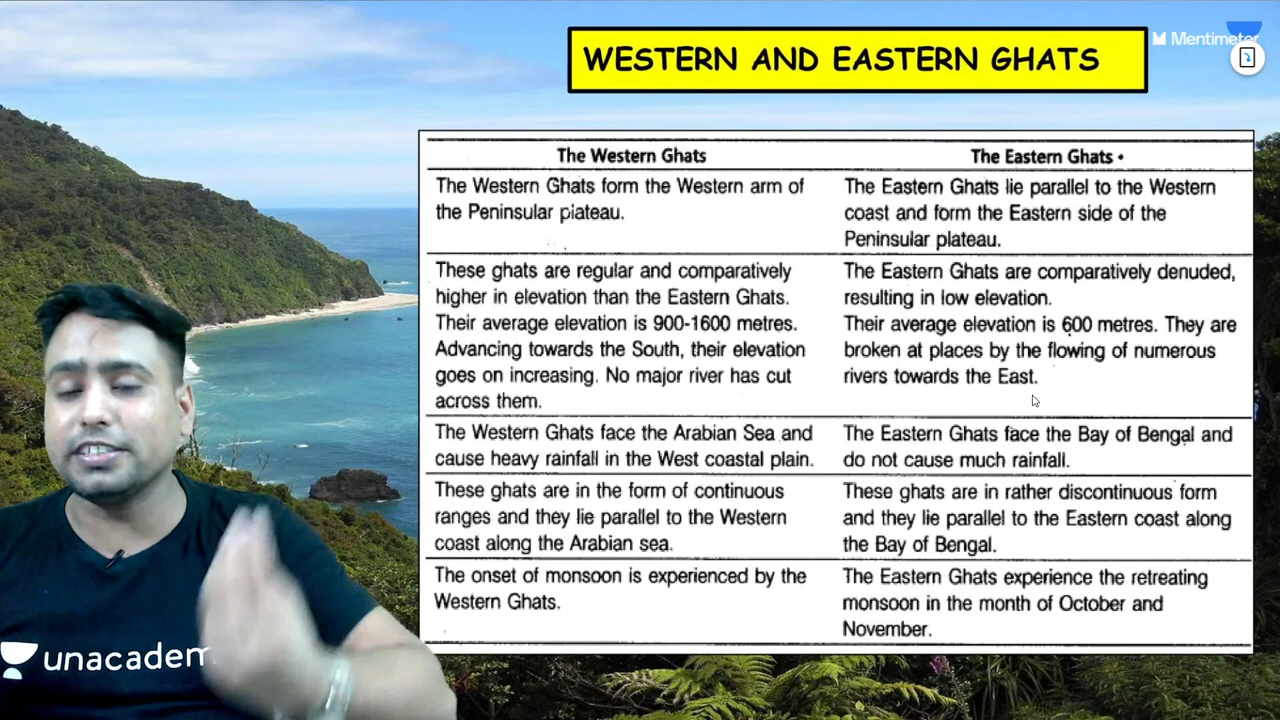 WESTERN AND EASTERN GHATS
Mentimeter
The Western Ghats
The Eastern Ghats
The Western Ghats form the Western arm of
the Peninsular plateau.
The Eastern Ghats lie parallel to the Western
coast and form the Eastern side of the
Peninsular plateau.
These ghats are regular and comparatively
higher in elevation than the Eastern Ghats.
Their average elevation is 900-1600 metres.
Advancing towards the South, their elevation
goes on increasing. No major river has cut
across them.
The Eastern Ghats are comparatively denuded,
resulting in low elevation.
Their average elevation is 600 metres. They are
broken at places by the flowing of numerous
rivers towards the East.
The Western Ghats face the Arabian Sea and
cause heavy rainfall in the West coastal plain.
The Eastern Ghats face the Bay of Bengal and
do not cause much rainfall.
These ghats are in the form of continuous
ranges and they lie parallel to the Western
coast along the Arabian sea.
These ghats are in rather discontinuous form
and they lie parallel to the Eastern coast along
the Bay of Bengal.
The onset of monsoon is experienced by the
Western Ghats.
The Eastern Ghats experience the retreating
monsoon in the month of October and
November.
unacadem